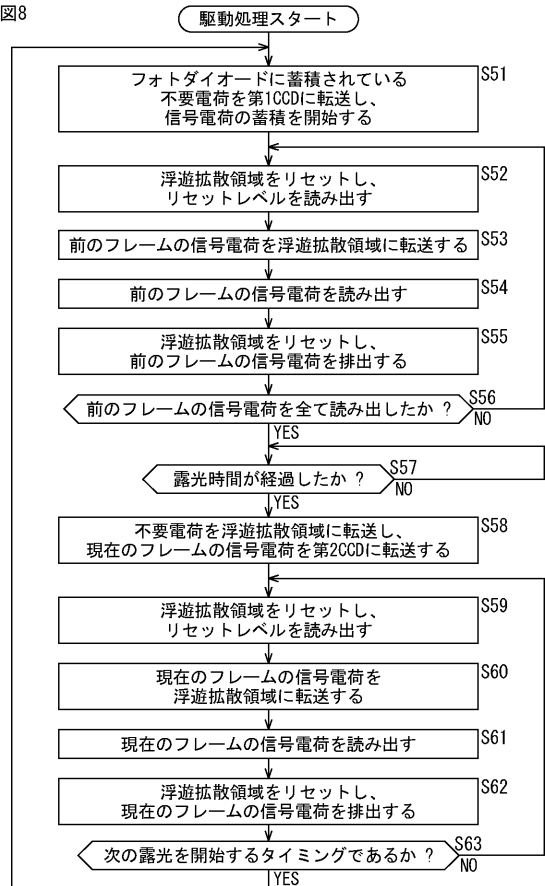 図8
駆動処理スタート
フォトダイオードに蓄積されている
不要電荷を第1CCDに転送し、
信号電荷の蓄積を開始する
S51
浮遊拡散領域をリセットし、
リセットレベルを読み出す
S52
前のフレームの信号電荷を浮遊拡散領域に転送する
S53
前のフレームの信号電荷を読み出す
S54
浮遊拡散領域をリセットし、
前のフレームの信号電荷を排出する
S55
前のフレームの信号電荷を全て読み出したか ?
S56
NO
YES
露光時間が経過したか ?
S57
NO
YES
不要電荷を浮遊拡散領域に転送し、
現在のフレームの信号電荷を第2CCDに転送する
S58
浮遊拡散領域をリセットし、
リセットレベルを読み出す
S59
現在のフレームの信号電荷を
浮遊拡散領域に転送する
S60
現在のフレームの信号電荷を読み出す
S61
浮遊拡散領域をリセットし、
現在のフレームの信号電荷を排出する
S62
次の露光を開始するタイミングであるか ?
S63
NO
YES